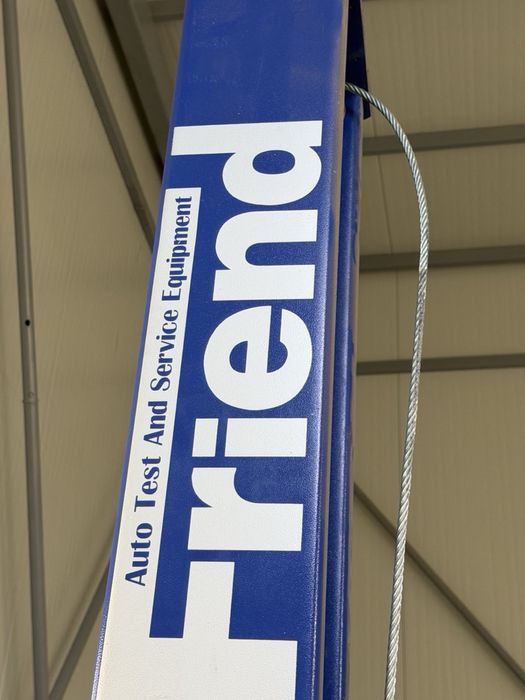 Auto Test And Service Equipment
Friend